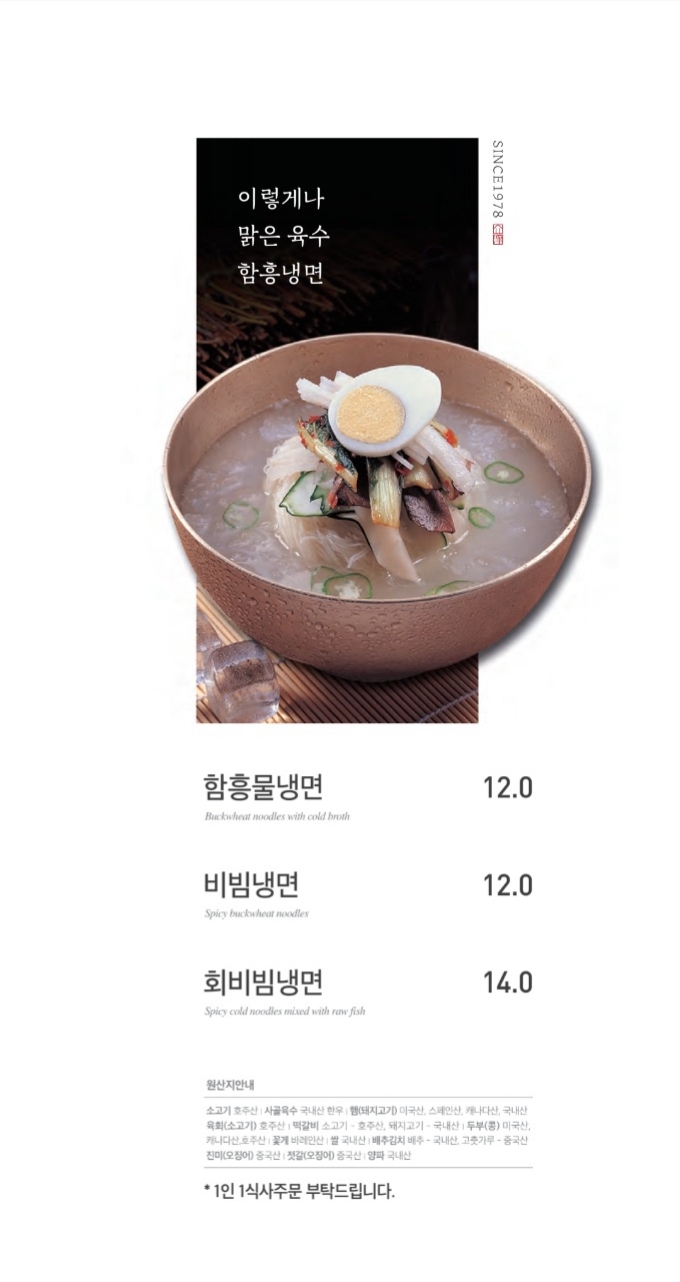 SINCE1978
이렇게나
맑은 육수
함흥냉면
함흥물냉면 12.0
Buckwheat noodles with cold broth
비빔냉면 12.0
Spicy buckwheat noodles
회비빔냉면 14.0
Spicy cold noodles mixed with raw fish
원산지안내
소고기 호주산 | 사골육수 국내산 한우 | 햄(돼지고기) 미국산, 스페인산, 캐나다산, 국내산
육회(소고기) 호주산 | 떡갈비 소고기 - 호주산, 돼지고기 - 국내산 | 두부(콩) 미국산,
캐나다산,호주산 | 꽃게 바레인산 | 쌀 국내산 | 배추김치 배추 - 국내산, 고춧가루 - 중국산
진미(오징어) 중국산 | 젓갈(오징어) 중국산 | 양파 국내산
* 1인 1식사주문 부탁드립니다.